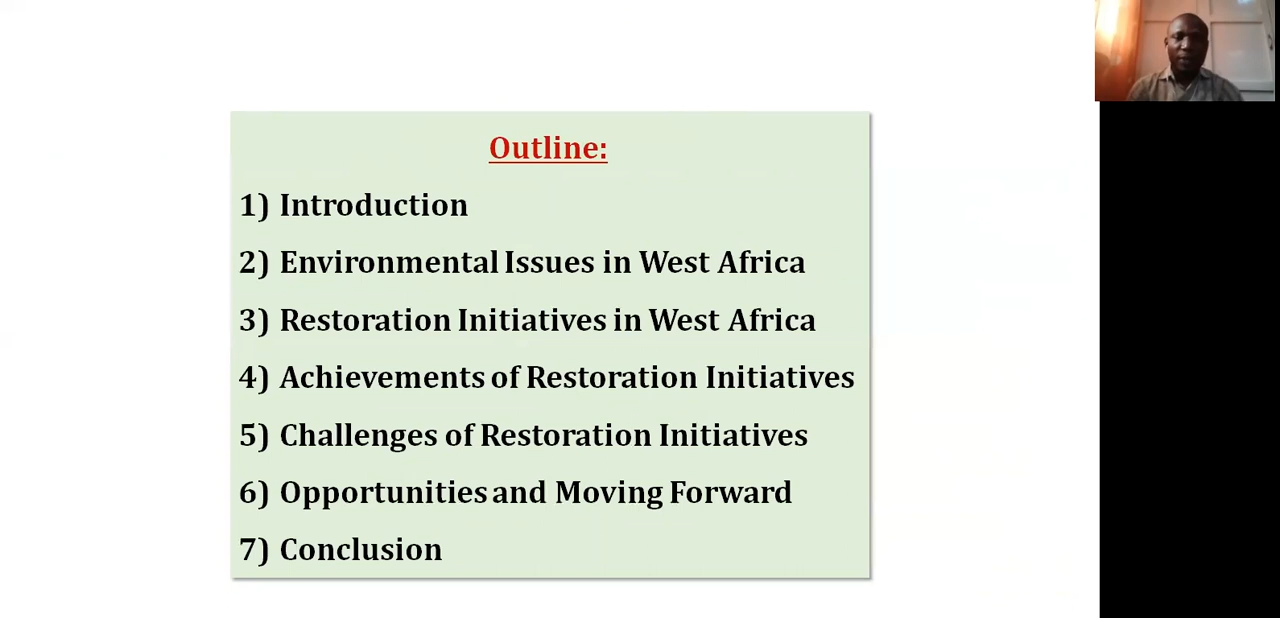 Outline:
1) Introduction
2) Environmental Issues in West Africa
3) Restoration Initiatives in West Africa
4) Achievements of Restoration Initiatives
5) Challenges of Restoration Initiatives
6) Opportunities and Moving Forward
7) Conclusion